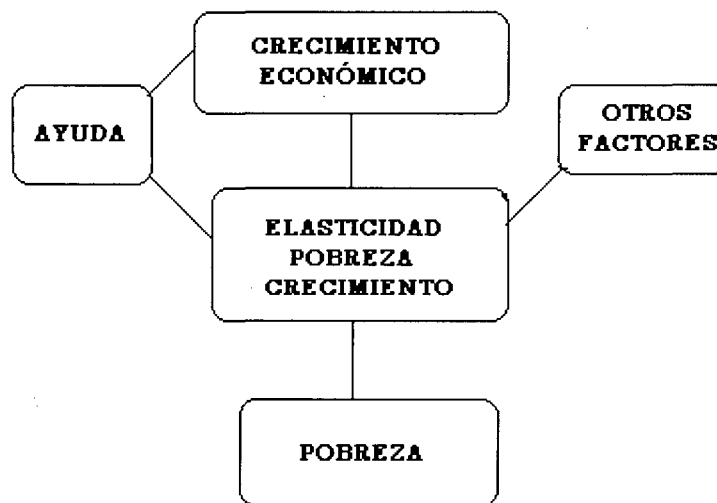 CRECIMIENTO
ECONÓMICO
AYUDA
OTROS
FACTORES
ELASTICIDAD
POBREZA
CRECIMIENTO
POBREZA